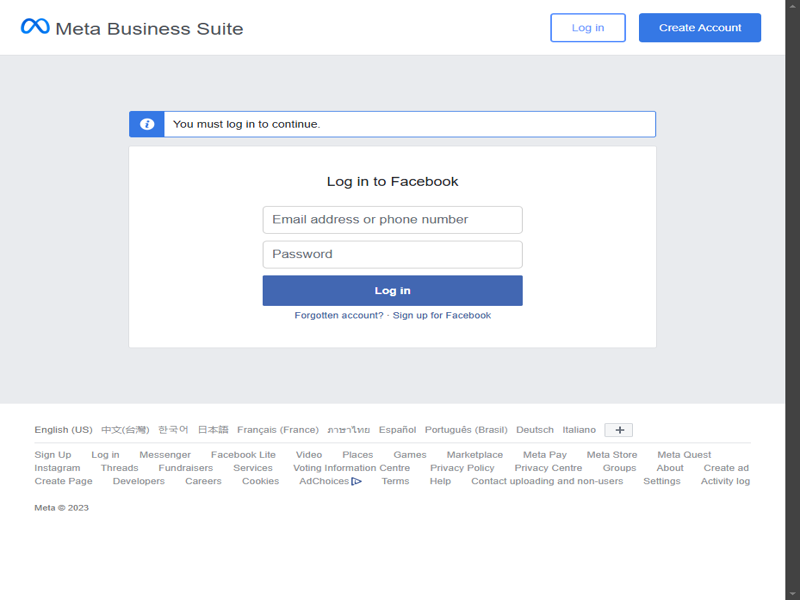 Meta Business Suite
Log in
Create Account
You must log in to continue.
Log in to Facebook
Email address or phone number
Password
Log in
Forgotten account? · Sign up for Facebook
English (US) 中文(台灣) 한국어 日本語 Français (France) ภาษาไทย Español Português (Brasil) Deutsch Italiano
Sign Up Log in Messenger Facebook Lite Video Places Games Marketplace Meta Pay Meta Store Meta Quest
Instagram Threads Fundraisers Services Voting Information Centre Privacy Policy Privacy Centre Groups About Create ad
Create Page Developers Careers Cookies AdChoices Terms Help Contact uploading and non-users Settings Activity log
Meta © 2023